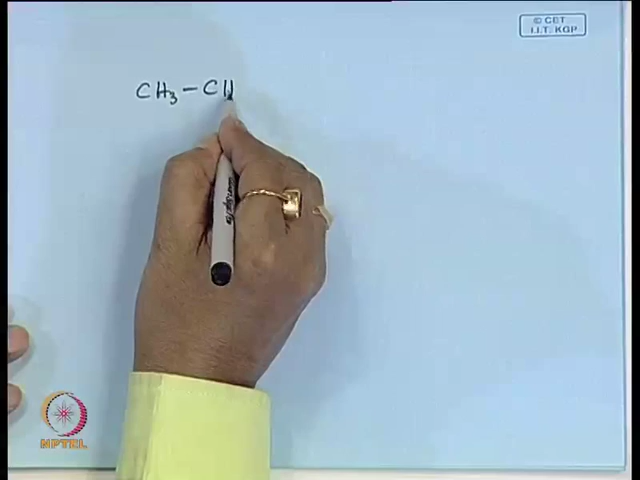 © CET
I.I.T. KGP
CH₃ – CH
NPTEL